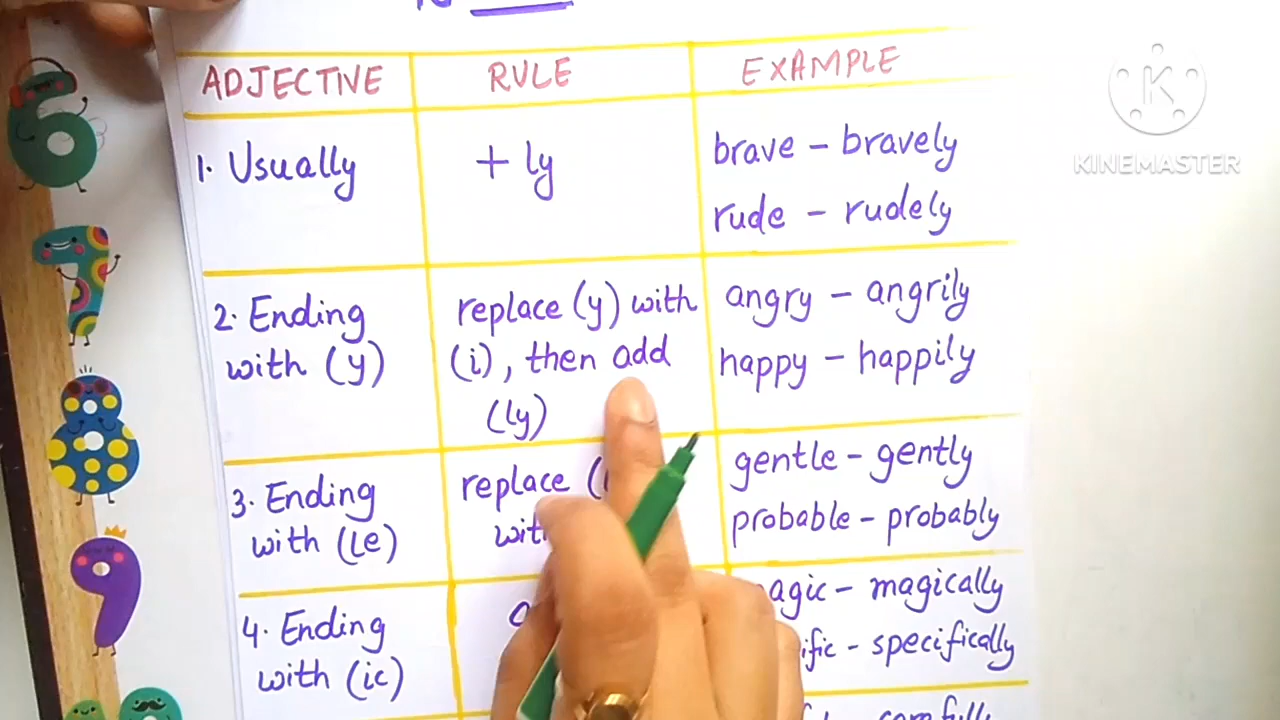 ADJECTIVE RULE EXAMPLE
1. Usually + ly brave - bravely
rude - rudely
2. Ending replace (y) with angry - angrily
with (y) (i), then add happy - happily
(ly)
3. Ending replace gentle - gently
with (le) probable - probably
4. Ending magically
with (ic) - specifically
KINEMASTER